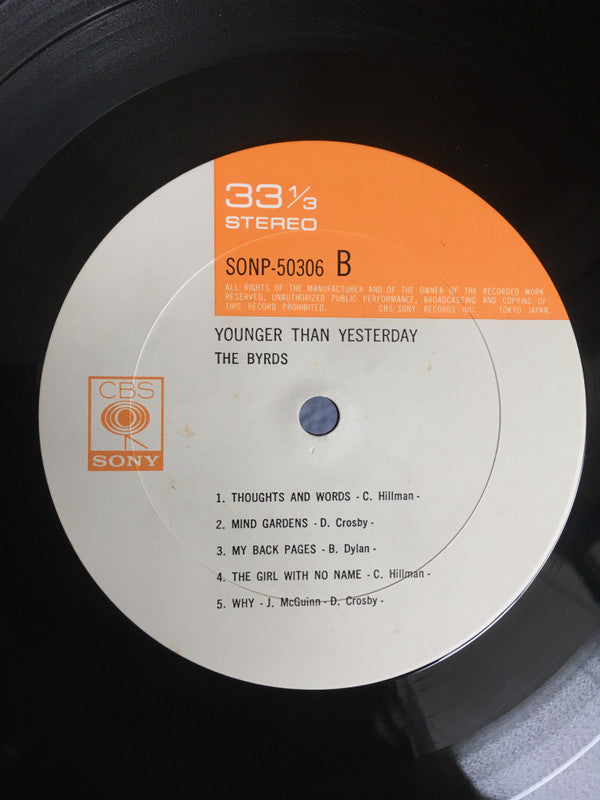 33 1/3
STEREO
SONP-50306 B
ALL RIGHTS OF THE MANUFACTURER AND OF THE OWNER OF THE RECORDED WORK
RESERVED. UNAUTHORIZED PUBLIC PERFORMANCE, BROADCASTING AND COPYING OF
THIS RECORD PROHIBITED. CBS/SONY RECORDS INC. TOKYO JAPAN.
YOUNGER THAN YESTERDAY
THE BYRDS
CBS
SONY
1. THOUGHTS AND WORDS - C. Hillman -
2. MIND GARDENS - D. Crosby -
3. MY BACK PAGES - B. Dylan -
4. THE GIRL WITH NO NAME - C. Hillman -
5. WHY - J. McGuinn - D. Crosby -